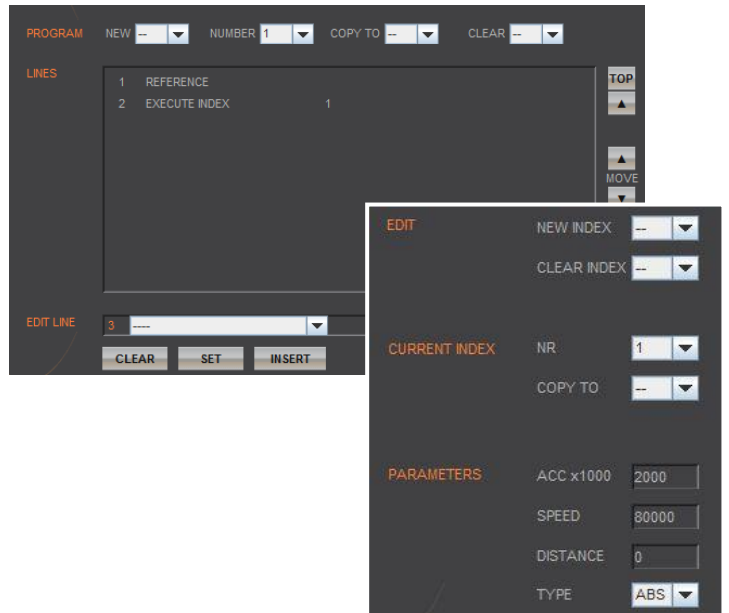 PROGRAM NEW -- NUMBER 1 COPY TO -- CLEAR --
LINES
1 REFERENCE
2 EXECUTE INDEX 1
TOP
MOVE
EDIT LINE 3 ----
CLEAR SET INSERT
EDIT NEW INDEX --
CLEAR INDEX --
CURRENT INDEX NR 1
COPY TO --
PARAMETERS ACC x1000 2000
SPEED 80000
DISTANCE 0
TYPE ABS